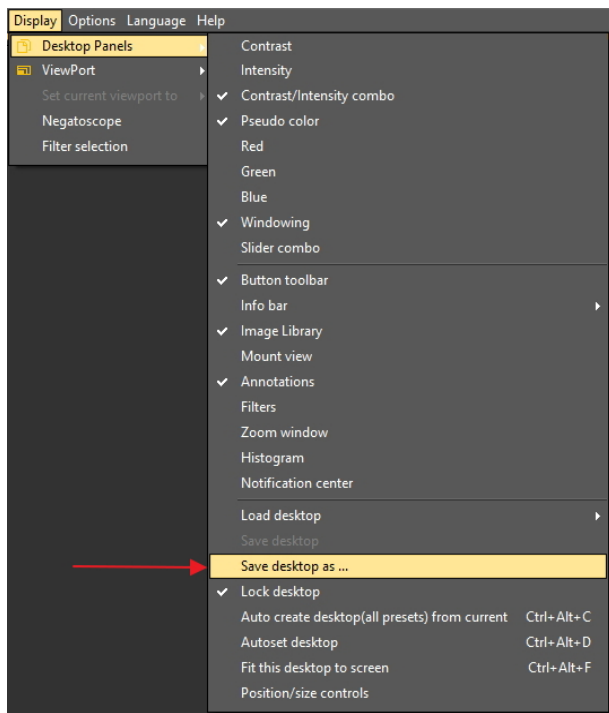 Display Options Language Help
Desktop Panels
ViewPort
Set current viewport to
Negatoscope
Filter selection
Contrast
Intensity
Contrast/Intensity combo
Pseudo color
Red
Green
Blue
Windowing
Slider combo
Button toolbar
Info bar
Image Library
Mount view
Annotations
Filters
Zoom window
Histogram
Notification center
Load desktop
Save desktop
Save desktop as ...
Lock desktop
Auto create desktop(all presets) from current Ctrl+Alt+C
Autoset desktop Ctrl+Alt+D
Fit this desktop to screen Ctrl+Alt+F
Position/size controls